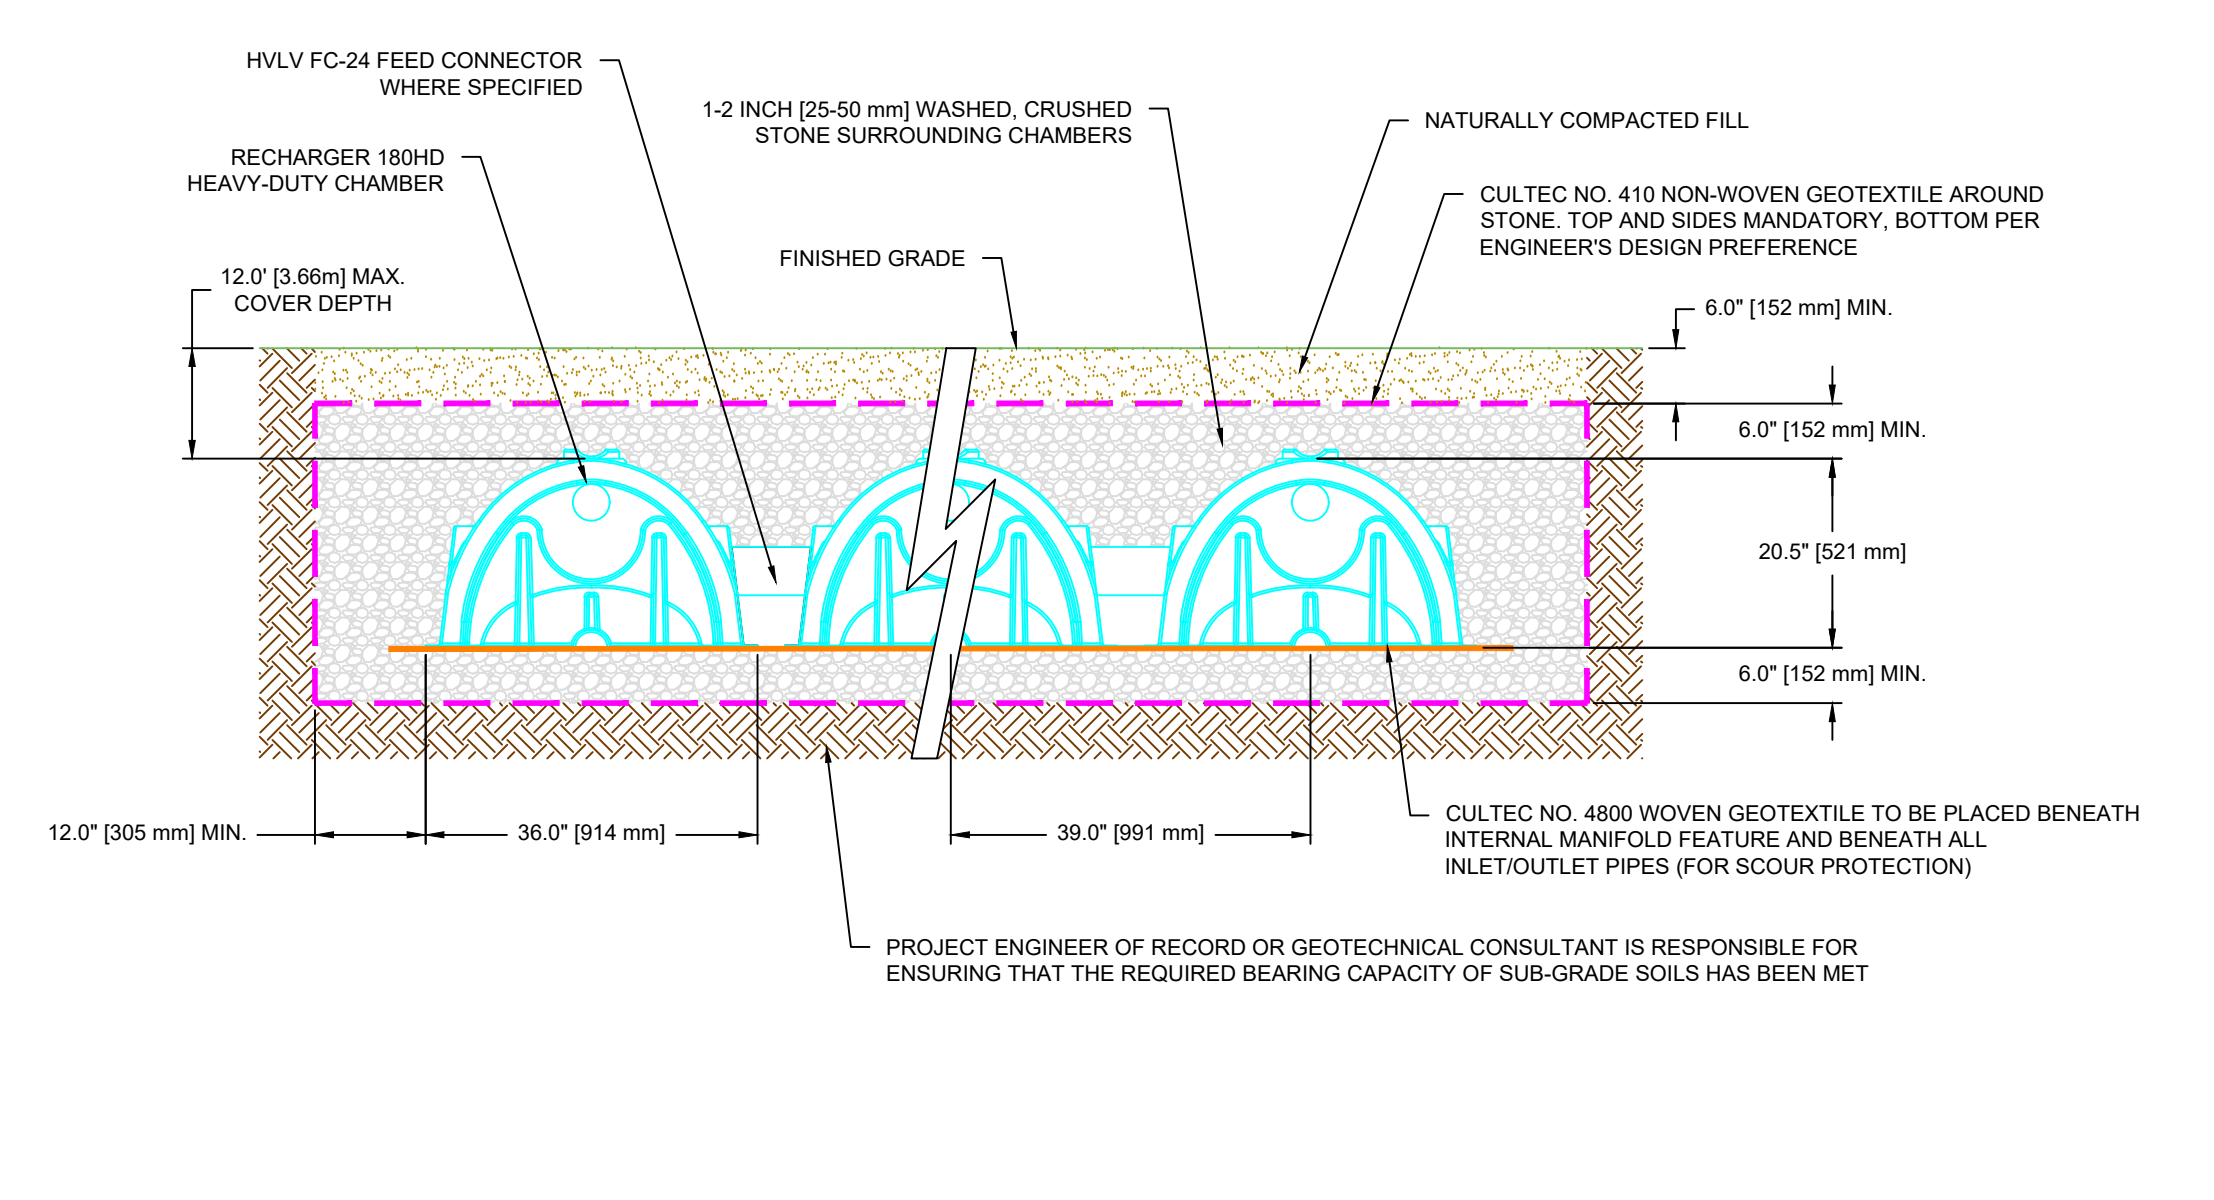 HVLV FC-24 FEED CONNECTOR
WHERE SPECIFIED
1-2 INCH [25-50 mm] WASHED, CRUSHED
STONE SURROUNDING CHAMBERS
NATURALLY COMPACTED FILL
RECHARGER 180HD
HEAVY-DUTY CHAMBER
CULTEC NO. 410 NON-WOVEN GEOTEXTILE AROUND
STONE. TOP AND SIDES MANDATORY, BOTTOM PER
ENGINEER'S DESIGN PREFERENCE
FINISHED GRADE
12.0' [3.66m] MAX.
COVER DEPTH
6.0" [152 mm] MIN.
6.0" [152 mm] MIN.
20.5" [521 mm]
6.0" [152 mm] MIN.
12.0" [305 mm] MIN.
36.0" [914 mm]
39.0" [991 mm]
CULTEC NO. 4800 WOVEN GEOTEXTILE TO BE PLACED BENEATH
INTERNAL MANIFOLD FEATURE AND BENEATH ALL
INLET/OUTLET PIPES (FOR SCOUR PROTECTION)
PROJECT ENGINEER OF RECORD OR GEOTECHNICAL CONSULTANT IS RESPONSIBLE FOR
ENSURING THAT THE REQUIRED BEARING CAPACITY OF SUB-GRADE SOILS HAS BEEN MET